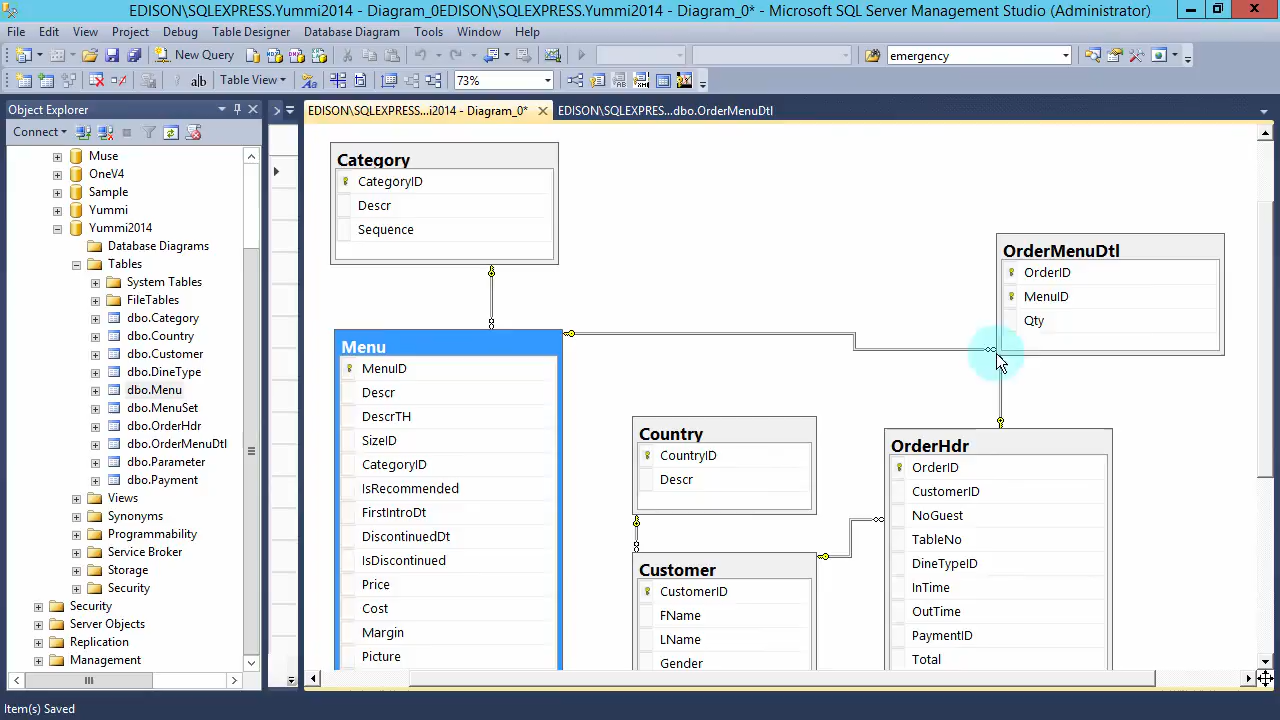 EDISON\SQLEXPRESS.Yummi2014 - Diagram_0EDISON\SQLEXPRESS.Yummi2014 - Diagram_0* - Microsoft SQL Server Management Studio (Administrator)
File Edit View Project Debug Table Designer Database Diagram Tools Window Help
New Query emergency
Table View 73%
Object Explorer
Connect
EDISON\SQLEXPRESS...i2014 - Diagram_0*
EDISON\SQLEXPRES...dbo.OrderMenuDtl
Muse
OneV4
Sample
Yummi
Yummi2014
Database Diagrams
Tables
System Tables
FileTables
dbo.Category
dbo.Country
dbo.Customer
dbo.DineType
dbo.Menu
dbo.MenuSet
dbo.OrderHdr
dbo.OrderMenuDtl
dbo.Parameter
dbo.Payment
Views
Synonyms
Programmability
Service Broker
Storage
Security
Security
Server Objects
Replication
Management
Category
CategoryID
Descr
Sequence
OrderMenuDtl
OrderID
MenuID
Qty
Menu
MenuID
Descr
DescrTH
SizeID
CategoryID
IsRecommended
FirstIntroDt
DiscontinuedDt
IsDiscontinued
Price
Cost
Margin
Picture
Country
CountryID
Descr
Customer
CustomerID
FName
LName
Gender
OrderHdr
OrderID
CustomerID
NoGuest
TableNo
DineTypeID
InTime
OutTime
PaymentID
Total
Item(s) Saved